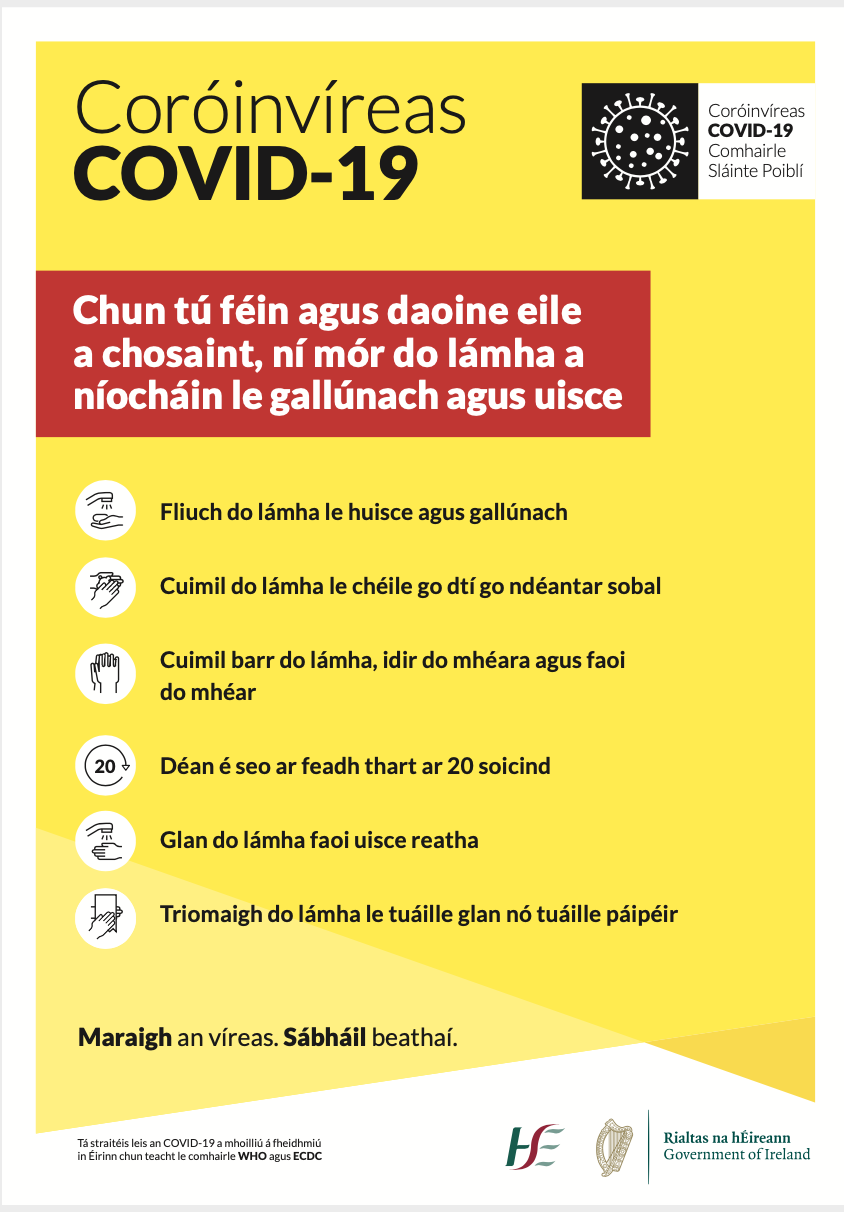 Coróinvíreas
COVID-19
Coróinvíreas
COVID-19
Comhairle
Sláinte Poiblí
Chun tú féin agus daoine eile
a chosaint, ní mór do lámha a
níocháin le gallúnach agus uisce
Fliuch do lámha le huisce agus gallúnach
Cuimil do lámha le chéile go dtí go ndéantar sobal
Cuimil barr do lámha, idir do mhéara agus faoi
do mhéar
20
Déan é seo ar feadh thart ar 20 soicind
Glan do lámha faoi uisce reatha
Triomaigh do lámha le tuáille glan nó tuáille páipéir
Maraigh an víreas. Sábháil beathaí.
Tá straitéis leis an COVID-19 a mhoilliú á fheidhmiú
in Éirinn chun teacht le comhairle WHO agus ECDC
HSE
Rialtas na hÉireann
Government of Ireland